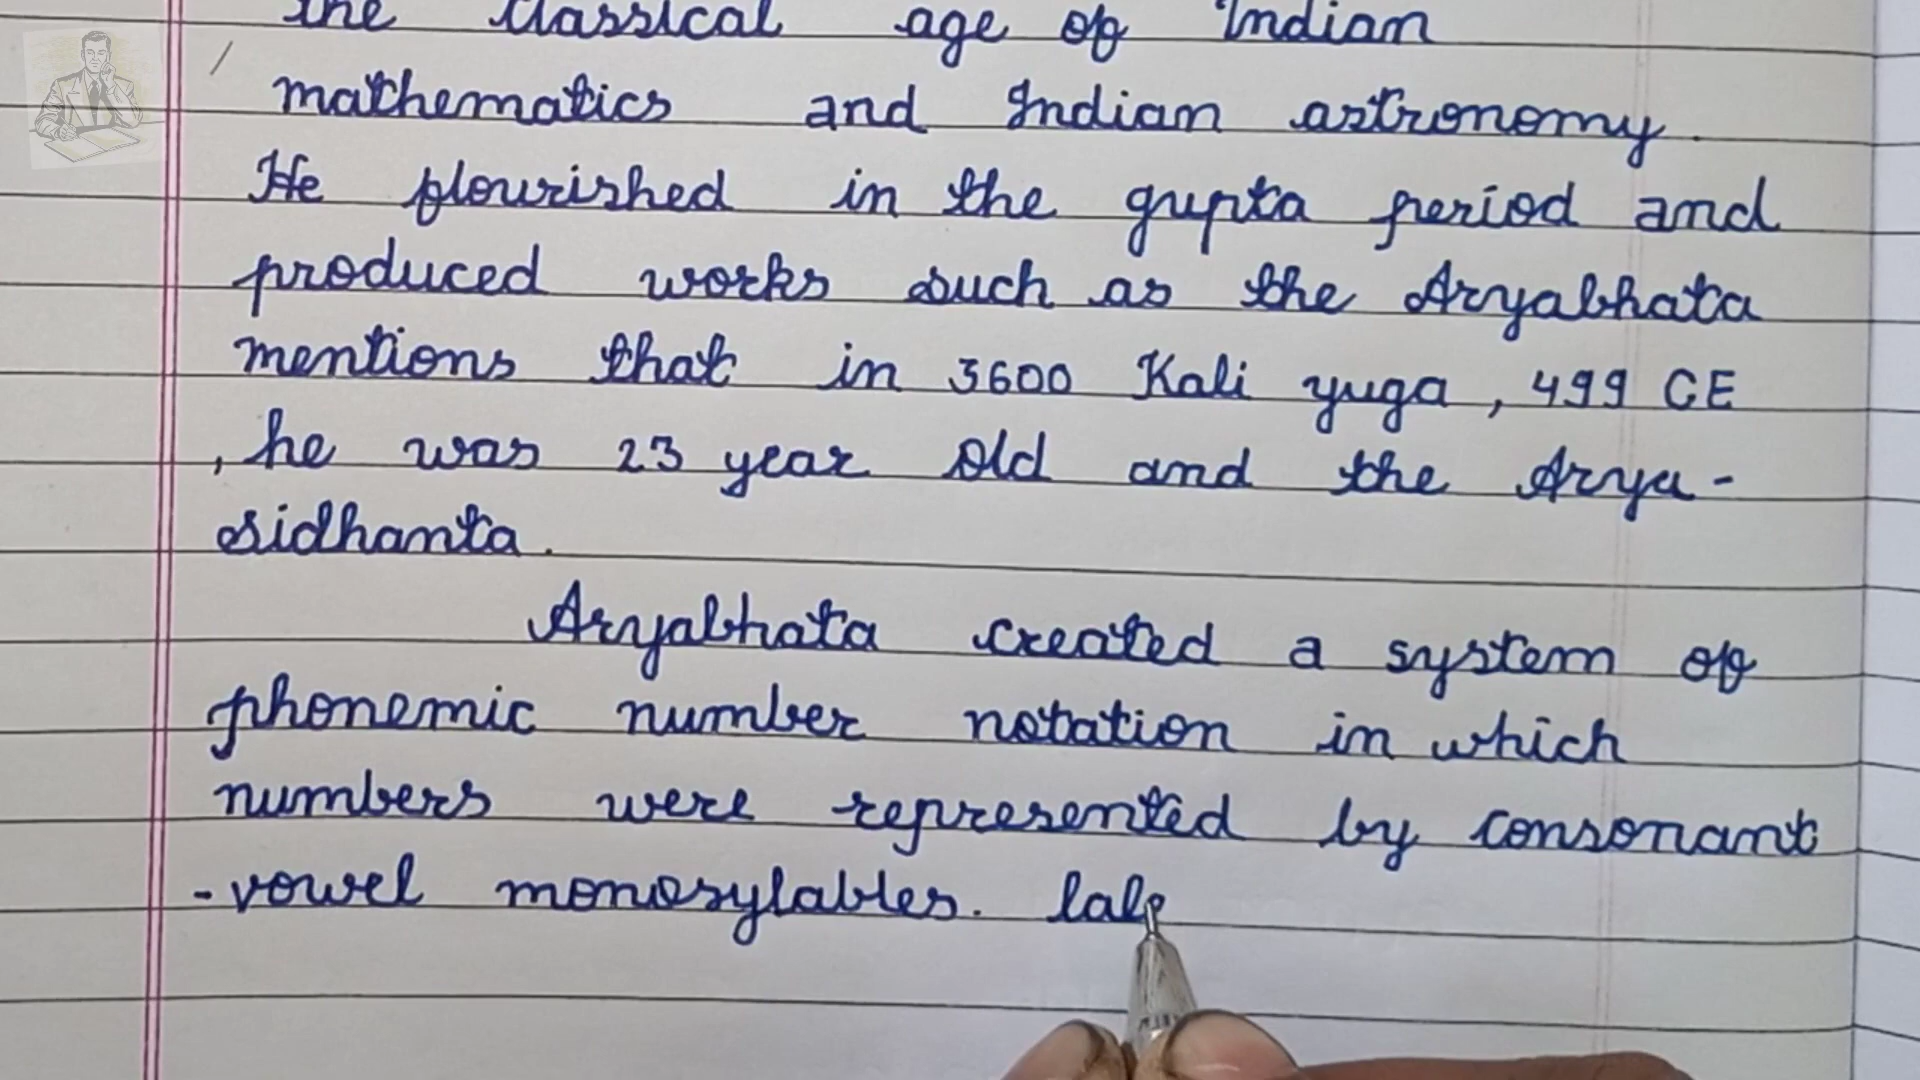 the classical age of Indian
mathematics and Indian astronomy.
He flourished in the gupta period and
produced works such as the Aryabhata
mentions that in 3600 Kali yuga, 499 CE
, he was 23 year old and the Arya-
sidhanta.
Aryabhata created a system of
phonemic number notation in which
numbers were represented by consonant
-vowel monosylables.